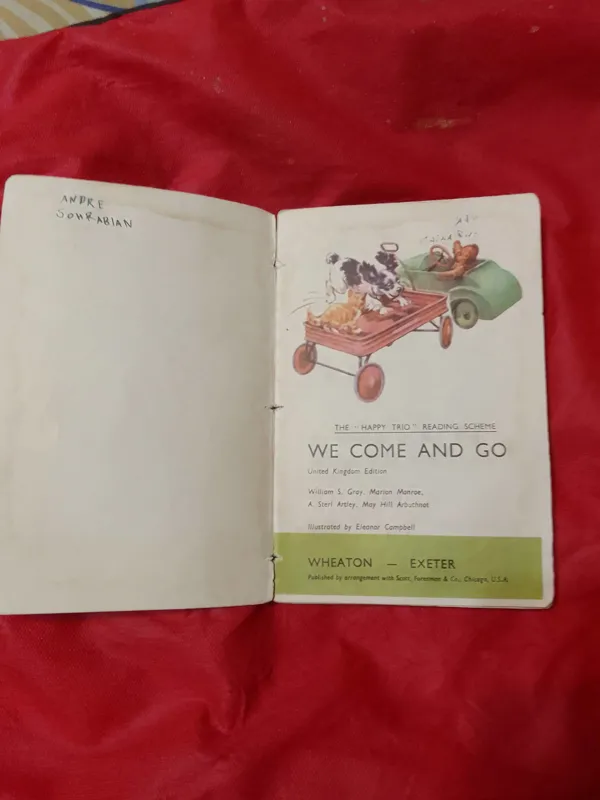 ANDRE
SOHRABIAN
THE "HAPPY TRIO" READING SCHEME
WE COME AND GO
United Kingdom Edition
William S. Gray, Marion Monroe,
A. Sterl Artley, May Hill Arbuthnot
Illustrated by Eleanor Campbell
WHEATON — EXETER
Published by arrangement with Scott, Foresman & Co., Chicago, U.S.A.